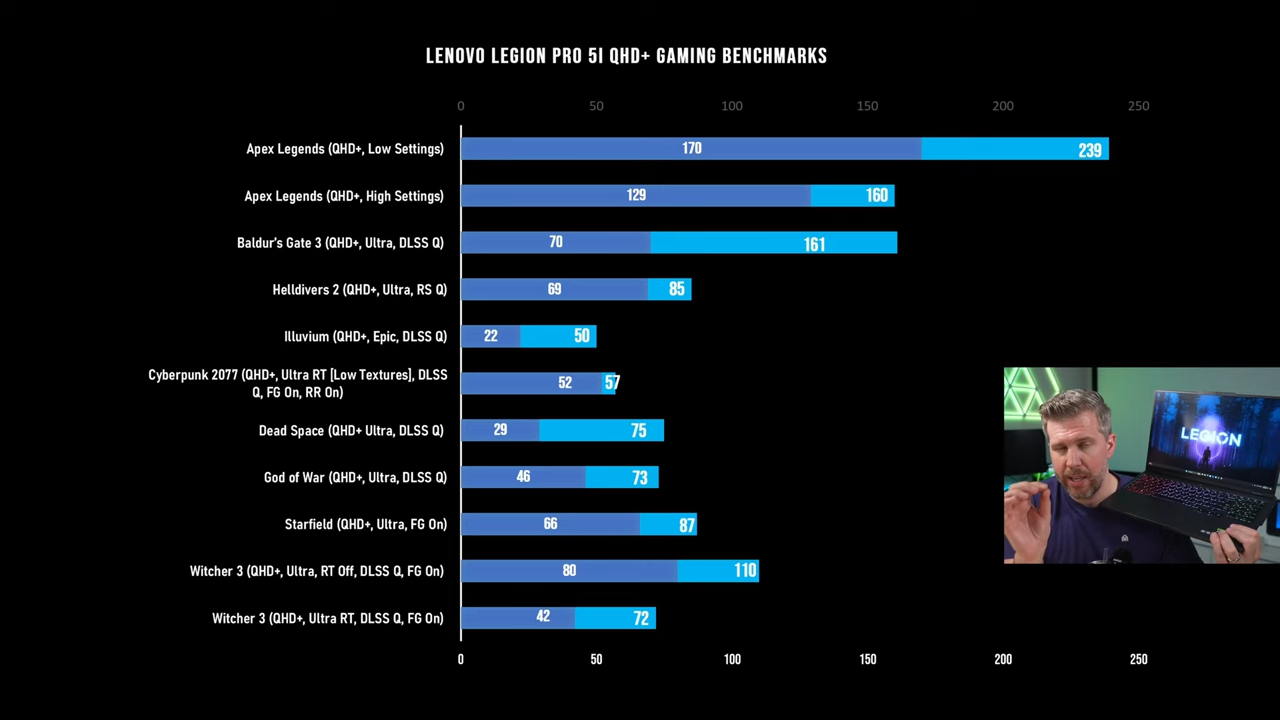 LENOVO LEGION PRO 5I QHD+ GAMING BENCHMARKS
0 50 100 150 200 250
Apex Legends (QHD+, Low Settings) 170 239
Apex Legends (QHD+, High Settings) 129 160
Baldur's Gate 3 (QHD+, Ultra, DLSS Q) 70 161
Helldivers 2 (QHD+, Ultra, RS Q) 69 85
Illuvium (QHD+, Epic, DLSS Q) 22 50
Cyberpunk 2077 (QHD+, Ultra RT [Low Textures], DLSS
Q, FG On, RR On) 52 57
Dead Space (QHD+ Ultra, DLSS Q) 29 75
God of War (QHD+, Ultra, DLSS Q) 46 73
Starfield (QHD+, Ultra, FG On) 66 87
Witcher 3 (QHD+, Ultra, RT Off, DLSS Q, FG On) 80 110
Witcher 3 (QHD+, Ultra RT, DLSS Q, FG On) 42 72
0 50 100 150 200 250
LEGION